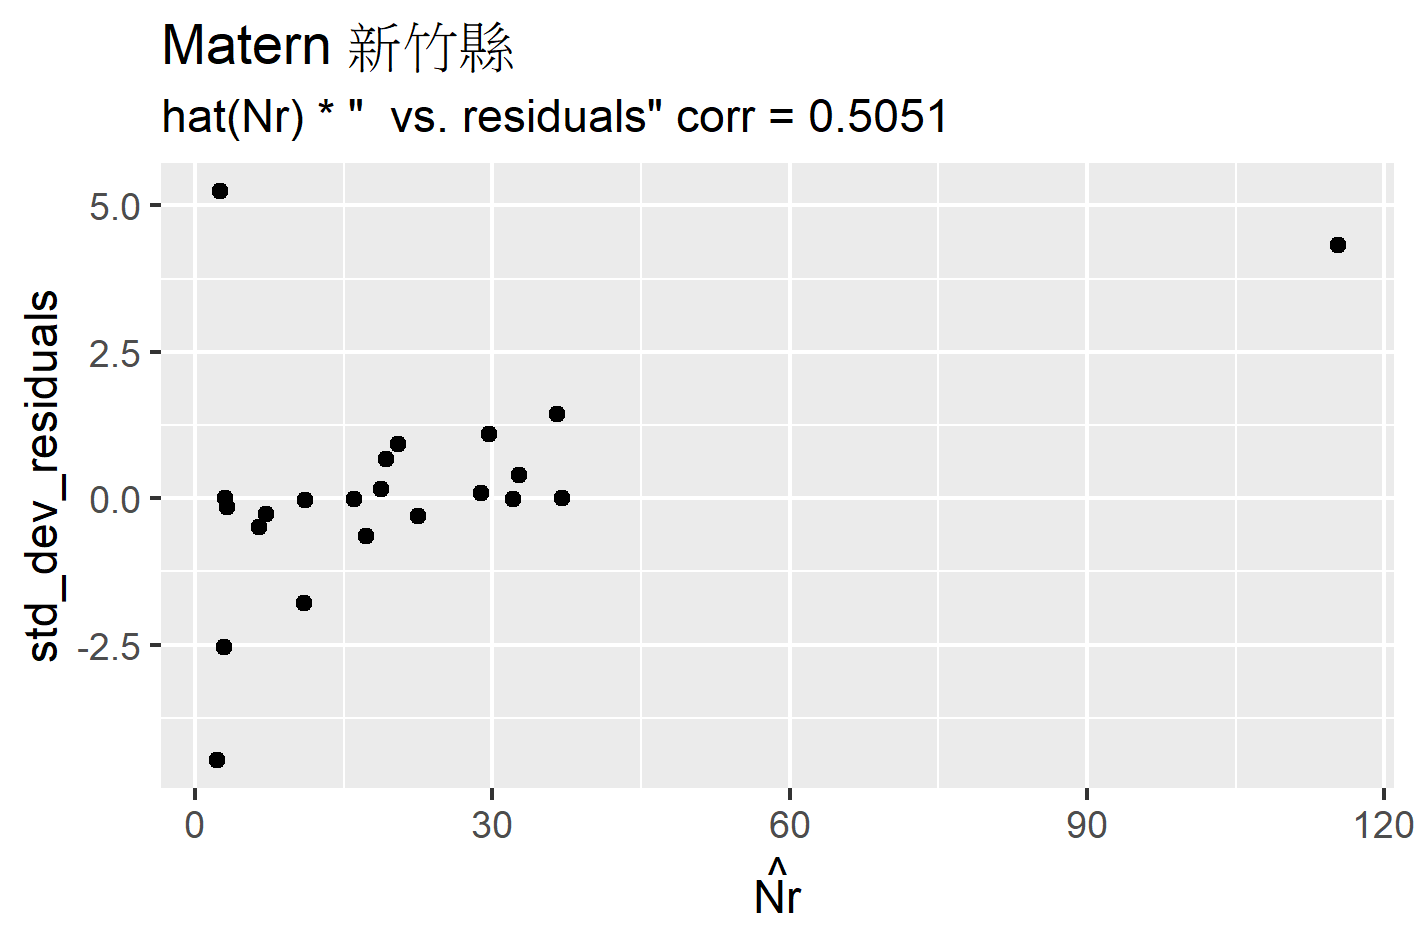 Matern 新竹縣
hat(Nr) * "  vs. residuals" corr = 0.5051
std_dev_residuals
5.0
2.5
0.0
-2.5
0
30
60
90
120
N̂r